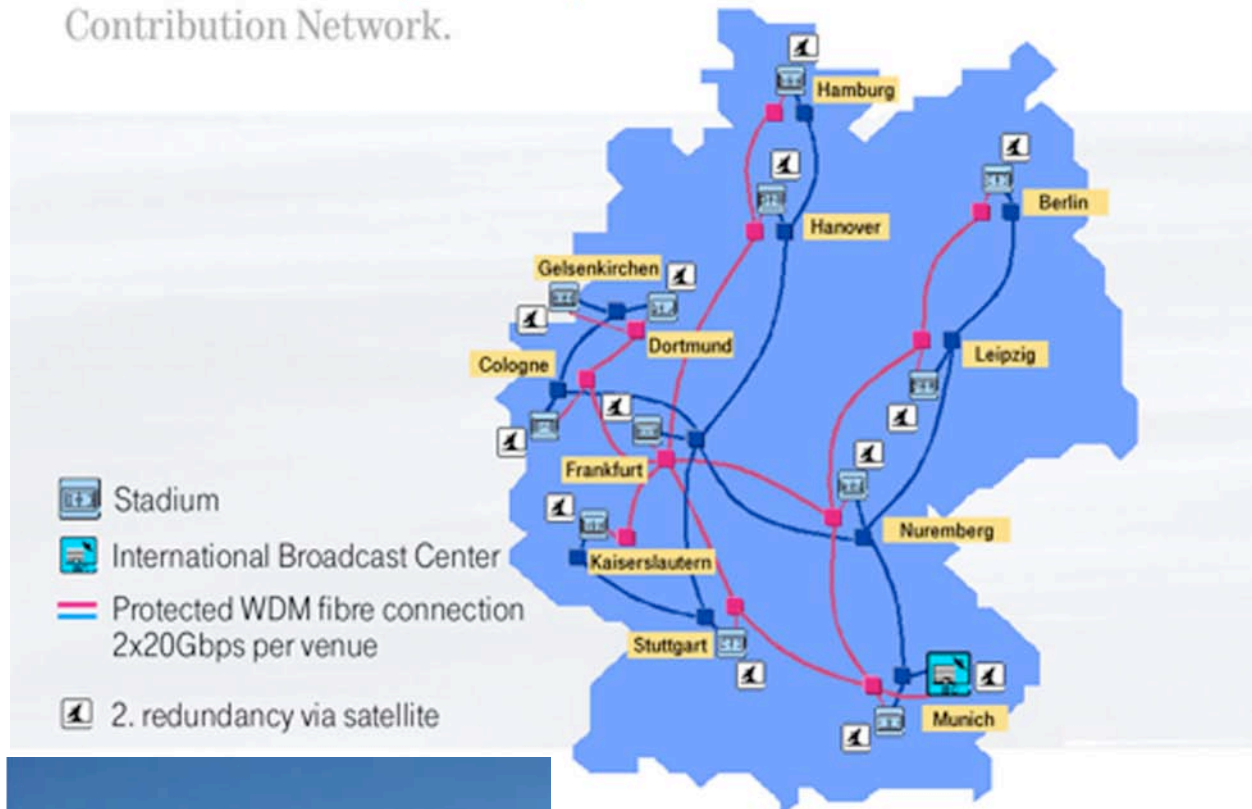 Contribution Network.
Hamburg
Berlin
Hanover
Gelsenkirchen
Dortmund
Leipzig
Cologne
Frankfurt
Nuremberg
Kaiserslautern
Stuttgart
Munich
Stadium
International Broadcast Center
Protected WDM fibre connection
2x20Gbps per venue
2. redundancy via satellite